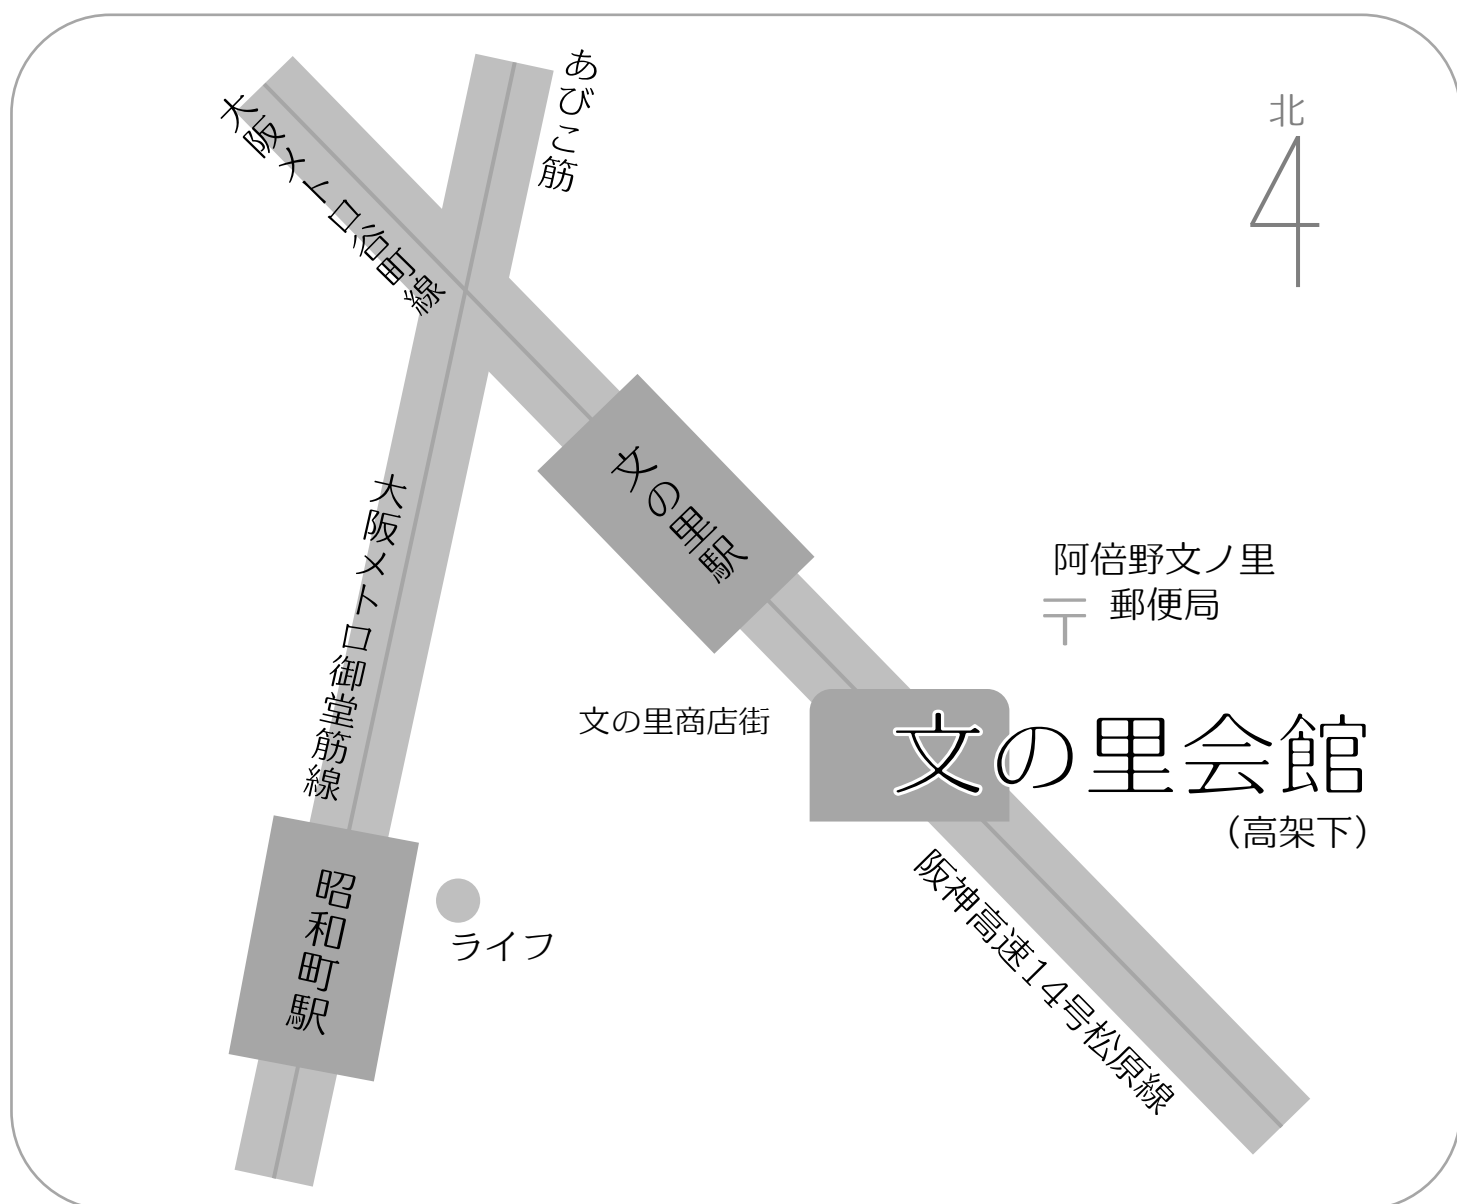 あびこ筋
北
大阪メトロ谷町線
文の里駅
大阪メトロ御堂筋線
阿倍野文ノ里
〒 郵便局
文の里商店街
文の里会館
（高架下）
昭和町駅
ライフ
阪神高速14号松原線